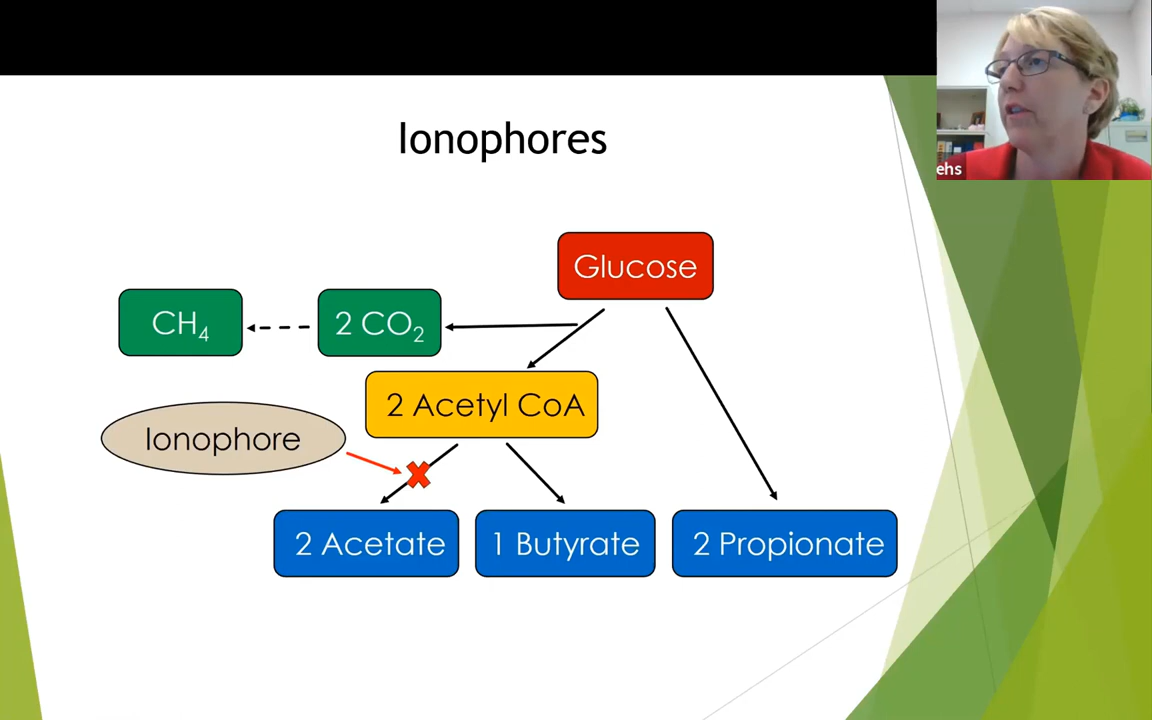 Ionophores
ehs
Glucose
CH₄
2 CO₂
2 Acetyl CoA
Ionophore
2 Acetate
1 Butyrate
2 Propionate